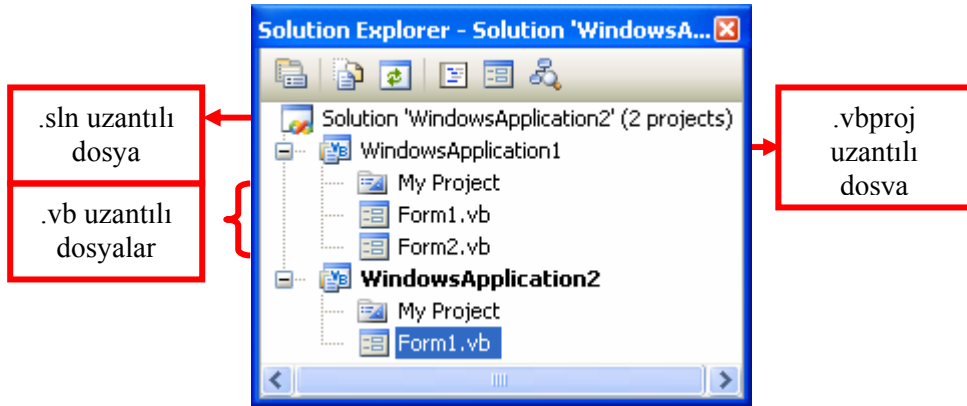 Solution Explorer - Solution 'WindowsA...
.sln uzantılı
dosya
.vb uzantılı
dosyalar
Solution 'WindowsApplication2' (2 projects)
WindowsApplication1
My Project
Form1.vb
Form2.vb
WindowsApplication2
My Project
Form1.vb
.vbproj
uzantılı
dosva